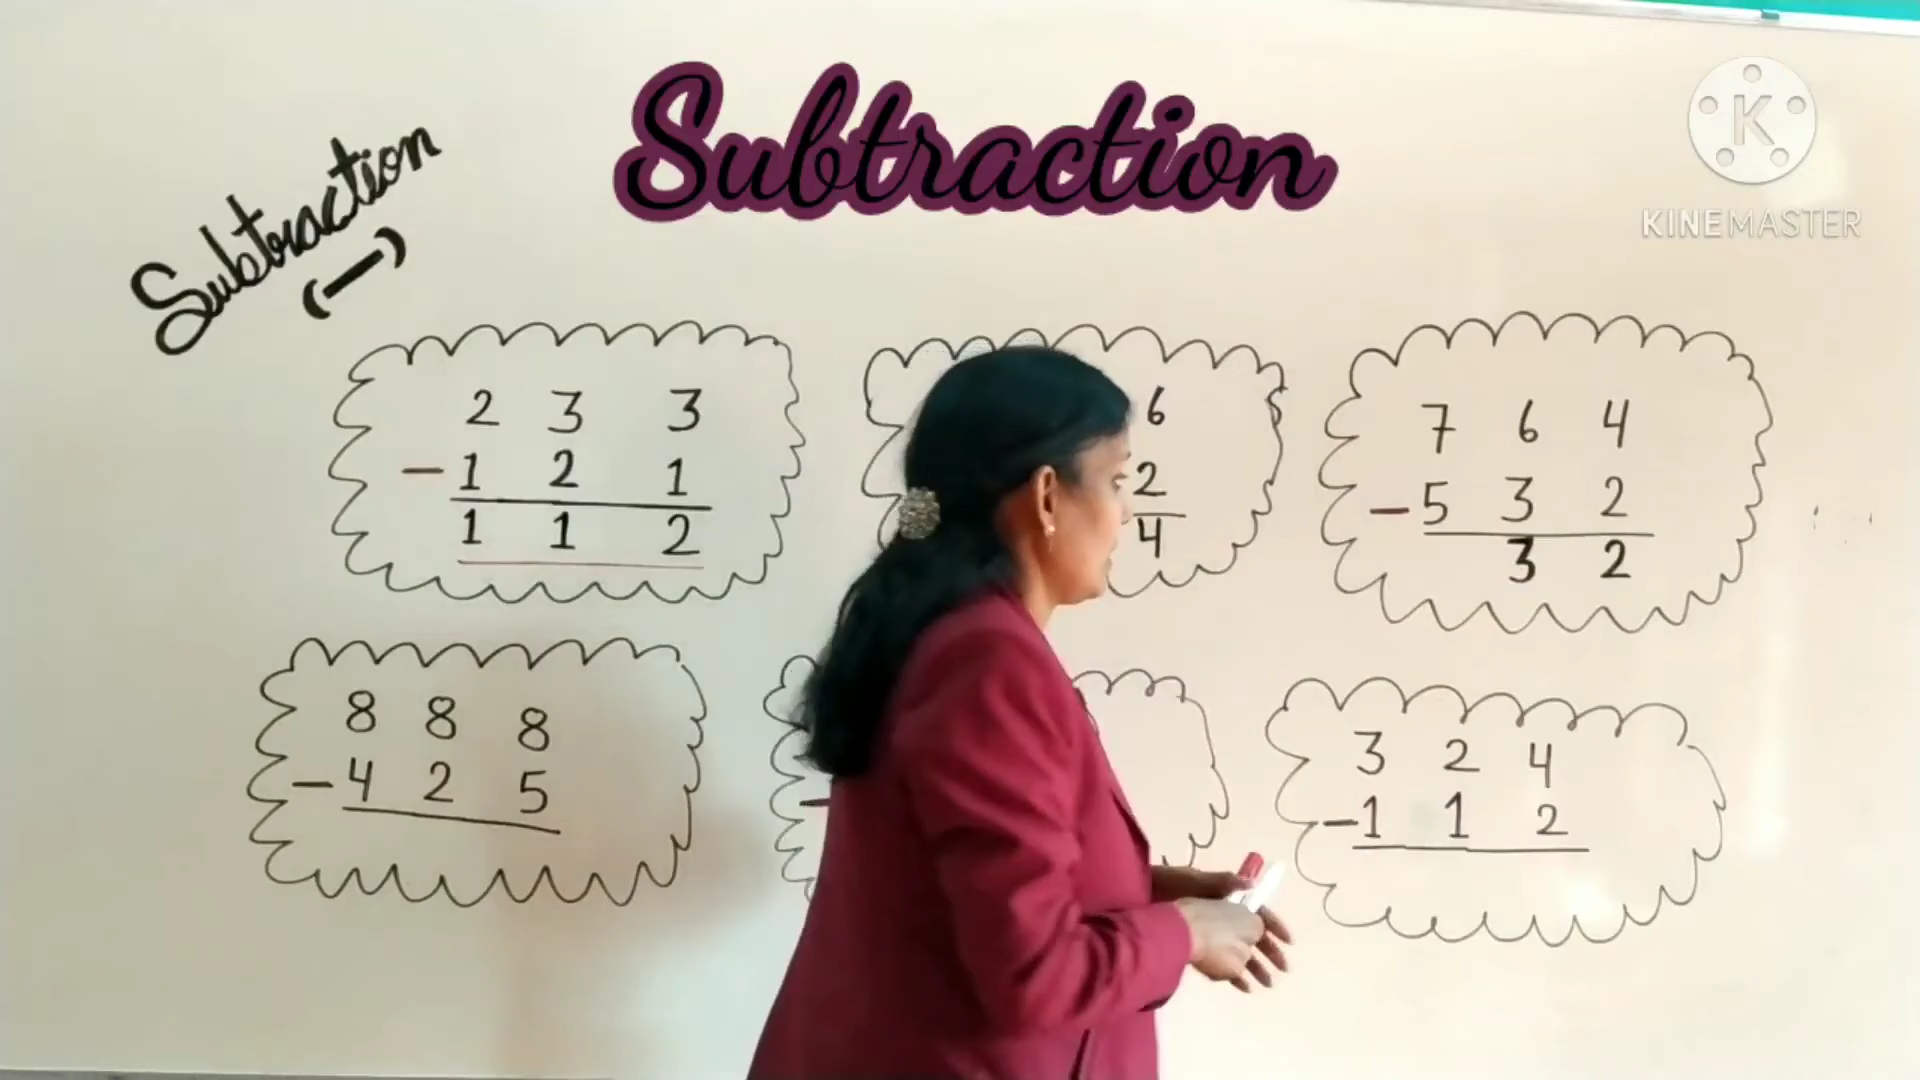 Subtraction
KINEMASTER
Subtraction
(—)
2 3 3
– 1 2 1
1 1 2
6
2
4
7 6 4
– 5 3 2
3 2
8 8 8
– 4 2 5
–
3 2 4
– 1 1 2